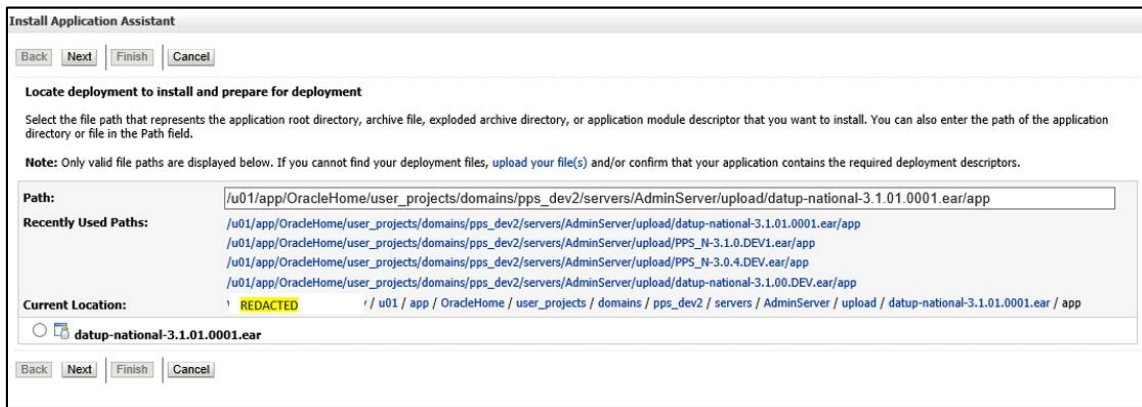 Install Application Assistant
Back Next Finish Cancel
Locate deployment to install and prepare for deployment
Select the file path that represents the application root directory, archive file, exploded archive directory, or application module descriptor that you want to install. You can also enter the path of the application
directory or file in the Path field.
Note: Only valid file paths are displayed below. If you cannot find your deployment files, upload your file(s) and/or confirm that your application contains the required deployment descriptors.
Path: /u01/app/OracleHome/user_projects/domains/pps_dev2/servers/AdminServer/upload/datup-national-3.1.01.0001.ear/app
Recently Used Paths: /u01/app/OracleHome/user_projects/domains/pps_dev2/servers/AdminServer/upload/datup-national-3.1.01.0001.ear/app
/u01/app/OracleHome/user_projects/domains/pps_dev2/servers/AdminServer/upload/PPS_N-3.1.0.DEV1.ear/app
/u01/app/OracleHome/user_projects/domains/pps_dev2/servers/AdminServer/upload/PPS_N-3.0.4.DEV.ear/app
/u01/app/OracleHome/user_projects/domains/pps_dev2/servers/AdminServer/upload/datup-national-3.1.00.DEV.ear/app
Current Location: REDACTED / u01 / app / OracleHome / user_projects / domains / pps_dev2 / servers / AdminServer / upload / datup-national-3.1.01.0001.ear / app
datup-national-3.1.01.0001.ear
Back Next Finish Cancel